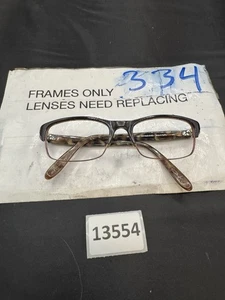 334
FRAMES ONLY
LENSES NEED REPLACING
13554